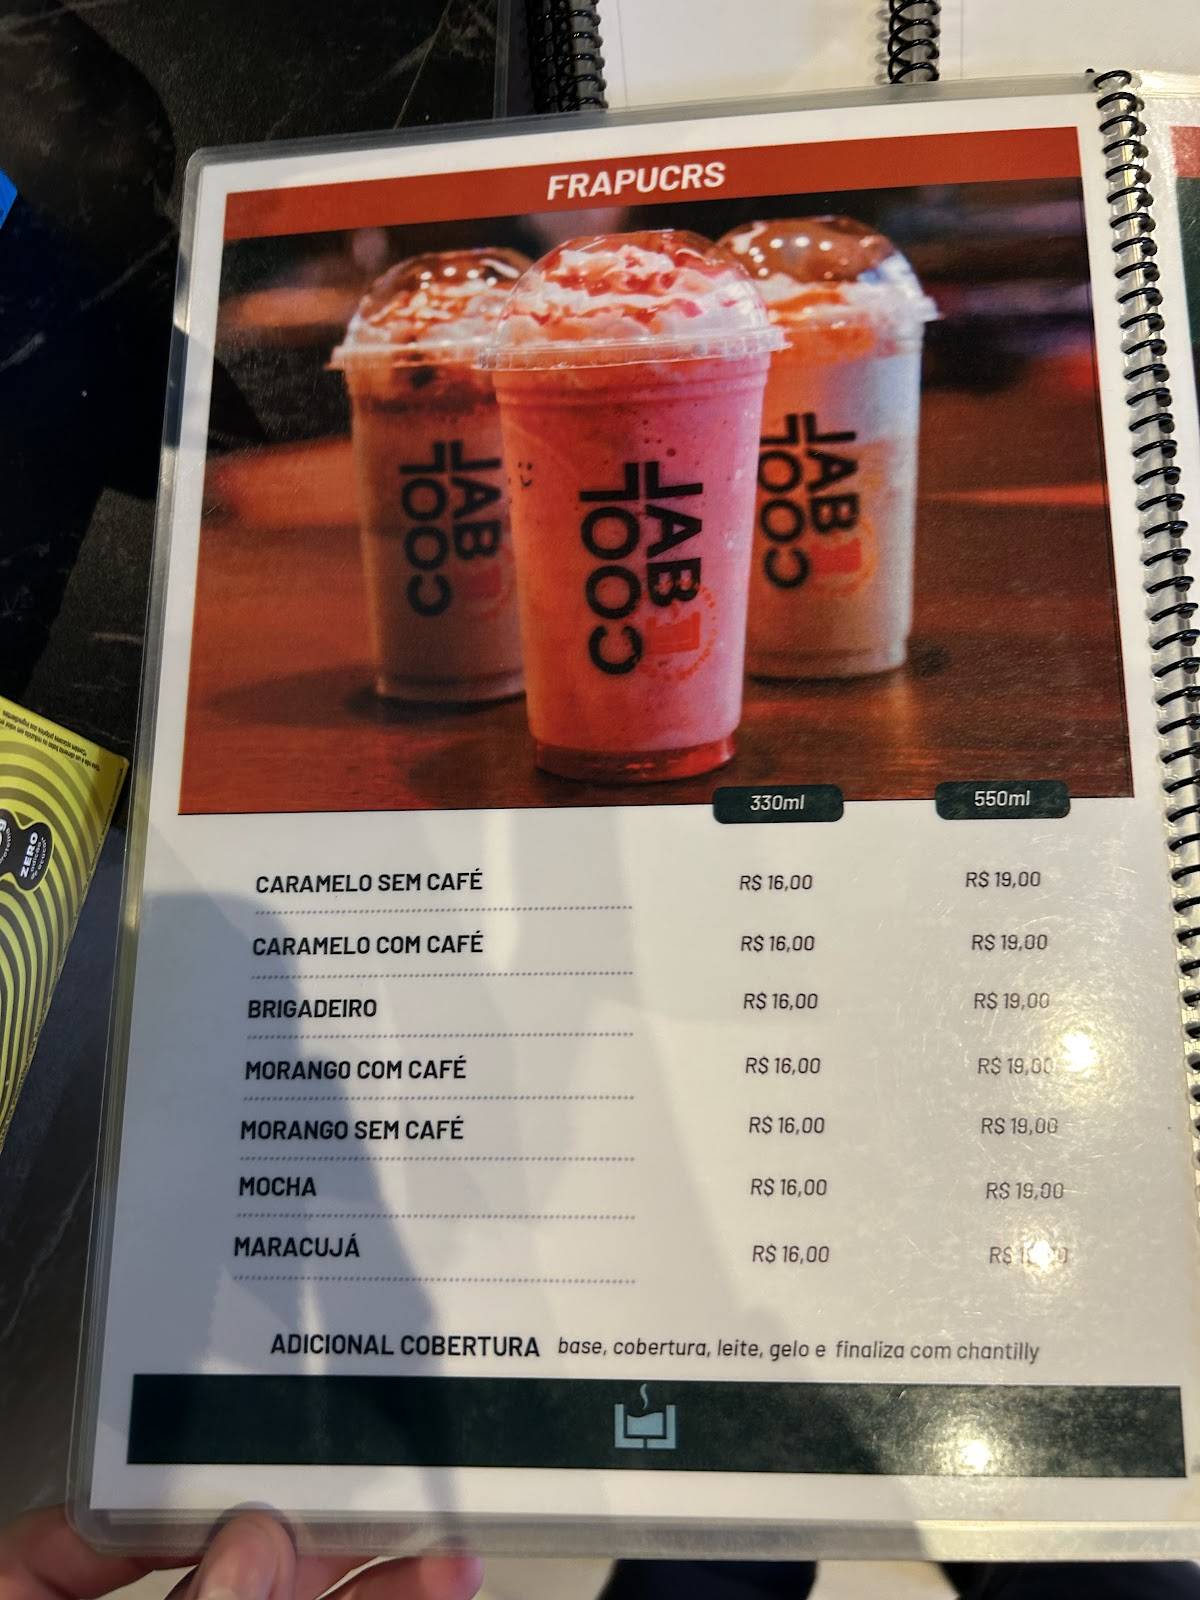 FRAPUCRS
COOL LAB
COOL LAB
COOL LAB
330ml 550ml
CARAMELO SEM CAFÉ R$ 16,00 R$ 19,00
CARAMELO COM CAFÉ R$ 16,00 R$ 19,00
BRIGADEIRO R$ 16,00 R$ 19,00
MORANGO COM CAFÉ R$ 16,00 R$ 19,00
MORANGO SEM CAFÉ R$ 16,00 R$ 19,00
MOCHA R$ 16,00 R$ 19,00
MARACUJÁ R$ 16,00 R$
ADICIONAL COBERTURA base, cobertura, leite, gelo e finaliza com chantilly
ZERO